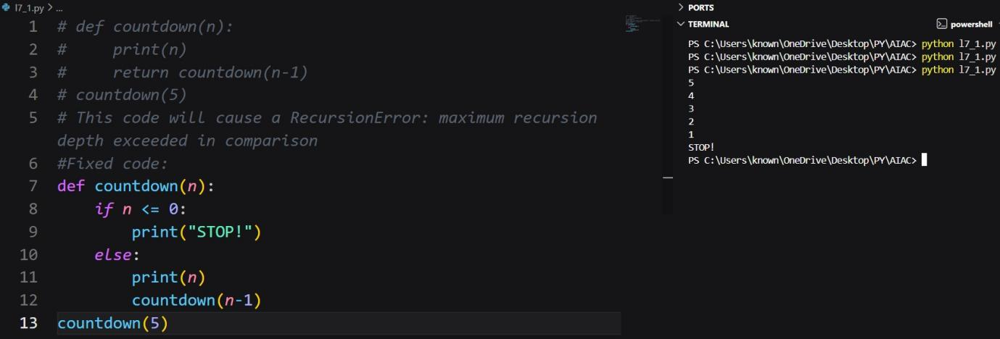 l7_1.py > ...
1 # def countdown(n):
2 #     print(n)
3 #     return countdown(n-1)
4 # countdown(5)
5 # This code will cause a RecursionError: maximum recursion
depth exceeded in comparison
6 #Fixed code:
7 def countdown(n):
8     if n <= 0:
9         print("STOP!")
10     else:
11         print(n)
12         countdown(n-1)
13 countdown(5)
> PORTS
TERMINAL
powershell
PS C:\Users\known\OneDrive\Desktop\PY\AIAC> python l7_1.py
PS C:\Users\known\OneDrive\Desktop\PY\AIAC> python l7_1.py
PS C:\Users\known\OneDrive\Desktop\PY\AIAC> python l7_1.py
5
4
3
2
1
STOP!
PS C:\Users\known\OneDrive\Desktop\PY\AIAC>